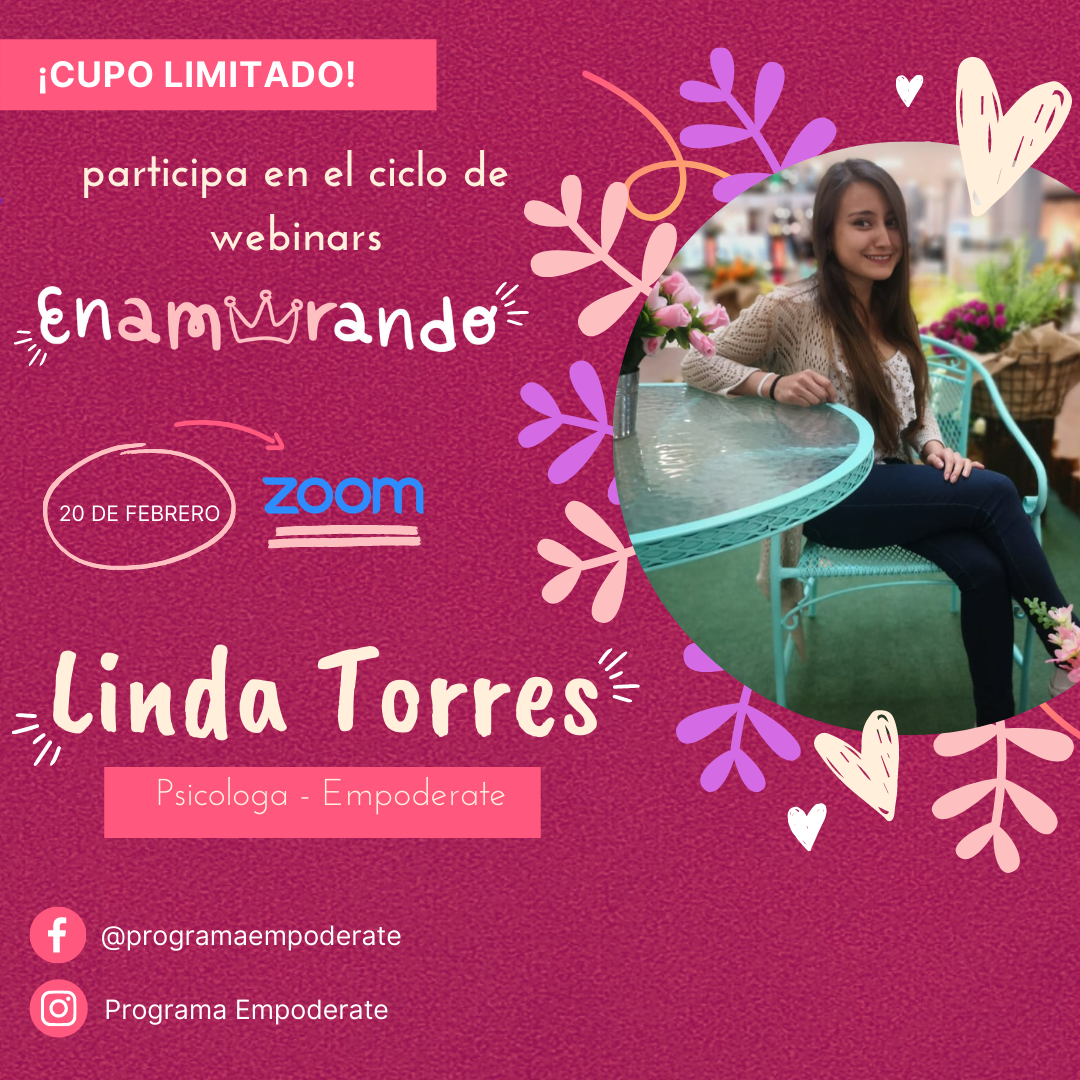 ¡CUPO LIMITADO!
participa en el ciclo de
webinars
Enamorando
20 DE FEBRERO
zoom
Linda Torres
Psicologa - Empoderate
@programaempoderate
Programa Empoderate